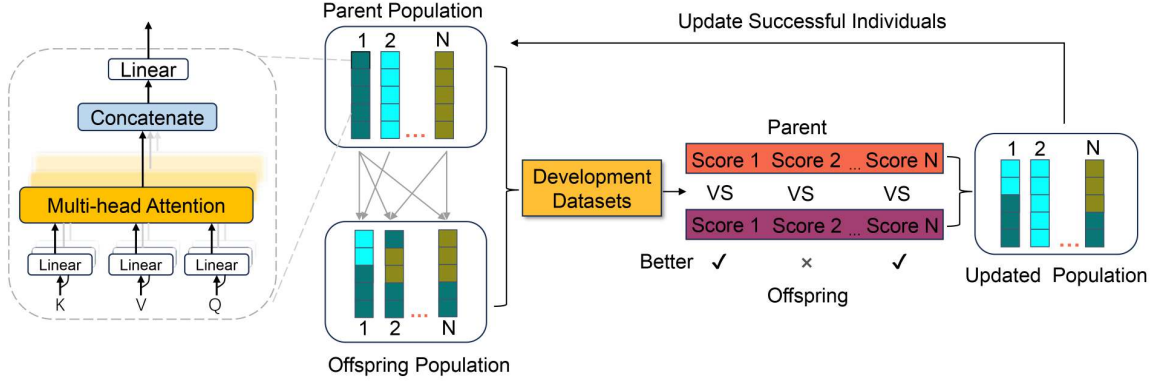 Parent Population
Update Successful Individuals
1 2 N
...
Linear
Concatenate
Multi-head Attention
Linear Linear Linear
K V Q
Development
Datasets
Parent
Score 1 Score 2 ... Score N
VS VS VS
Score 1 Score 2 ... Score N
Better ✓ × ✓
Offspring
1 2 N
...
Updated Population
...
1 2 N
Offspring Population